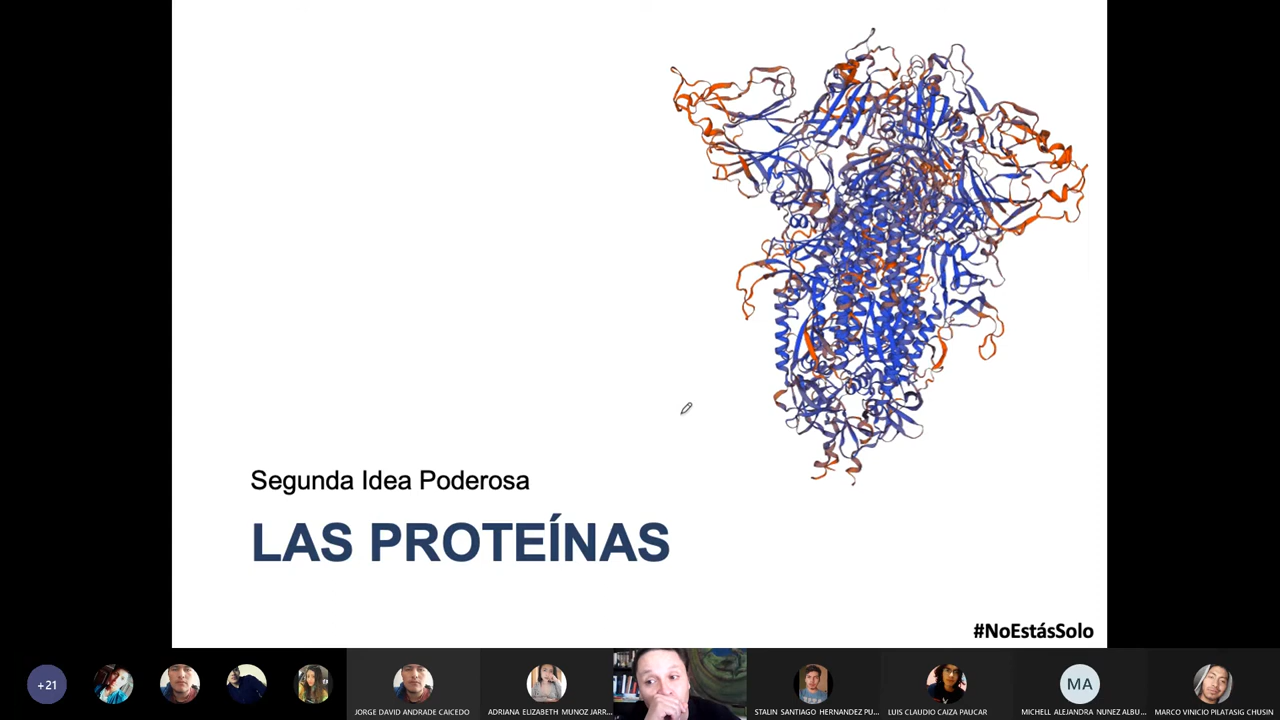 Segunda Idea Poderosa
LAS PROTEÍNAS
#NoEstásSolo
+21
JORGE DAVID ANDRADE CAICEDO
ADRIANA ELIZABETH MUNOZ JARR...
STALIN SANTIAGO HERNANDEZ PU...
LUIS CLAUDIO CAIZA PAUCAR
MA
MICHELL ALEJANDRA NUNEZ ALBU...
MARCO VINICIO PILATASIG CHUSIN